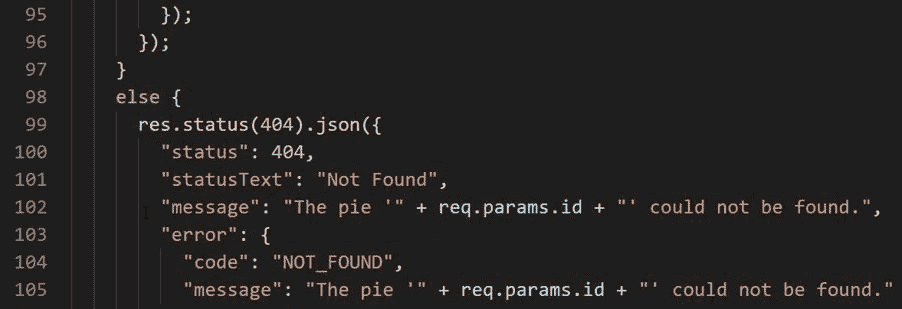 95 });
96 });
97 }
98 else {
99 res.status(404).json({
100 "status": 404,
101 "statusText": "Not Found",
102 "message": "The pie '" + req.params.id + "' could not be found.",
103 "error": {
104 "code": "NOT_FOUND",
105 "message": "The pie '" + req.params.id + "' could not be found."